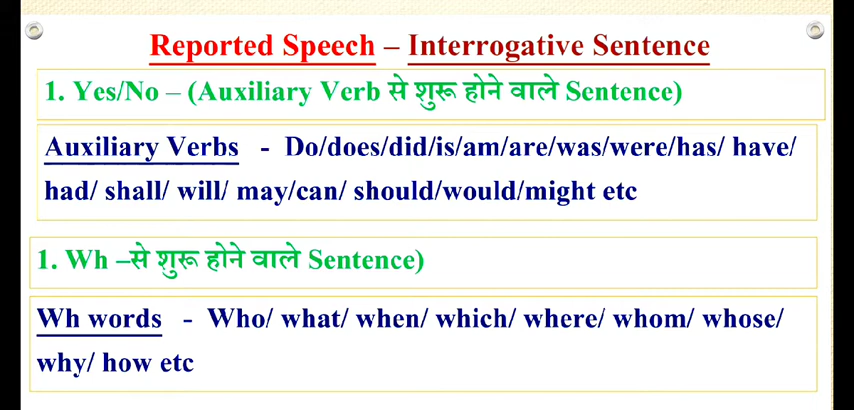 Reported Speech – Interrogative Sentence
1. Yes/No – (Auxiliary Verb से शुरू होने वाले Sentence)
Auxiliary Verbs - Do/does/did/is/am/are/was/were/has/ have/
had/ shall/ will/ may/can/ should/would/might etc
1. Wh –से शुरू होने वाले Sentence)
Wh words - Who/ what/ when/ which/ where/ whom/ whose/
why/ how etc